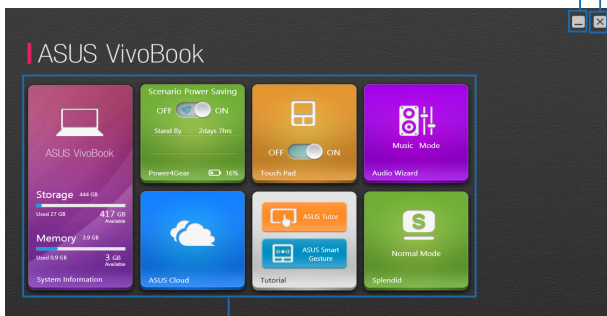 ASUS VivoBook
ASUS VivoBook
Storage 444 GB
Used 27 GB 417 GB
Available
Memory 3.9 GB
Used 0.9 GB 3 GB
Available
System Information
Scenario Power Saving
OFF ON
Stand By 2days 7hrs
Power4Gear 16%
OFF ON
Touch Pad
Music Mode
Audio Wizard
ASUS Cloud
ASUS Tutor
ASUS Smart
Gesture
Tutorial
S
Normal Mode
Splendid